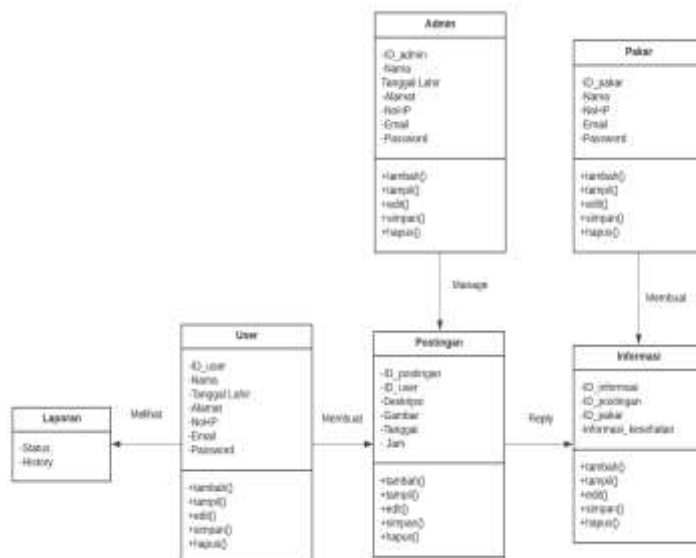 Admin
-ID_admin
-Nama
Tanggal Lahir
-Alamat
-NoHP
-Email
-Password
+tambah()
+tampil()
+edit()
+simpan()
+hapus()
Pakar
-ID_pakar
-Nama
-NoHP
-Email
-Password
+tambah()
+tampil()
+edit()
+simpan()
+hapus()
Manage
Membuat
User
-ID_user
-Nama
-Tanggal Lahir
-Alamat
-NoHP
-Email
-Password
+tambah()
+tampil()
+edit()
+simpan()
+hapus()
Postingan
-ID_postingan
-ID_user
-Deskripsi
-Gambar
-Tanggal
- Jam
+tambah()
+tampil()
+edit()
+simpan()
+hapus()
Informasi
-ID_informasi
-ID_postingan
-ID_pakar
-Informasi_kesehatan
+tambah()
+tampil()
+edit()
+simpan()
+hapus()
Laporan
-Status
-History
Melihat
Membuat
Reply